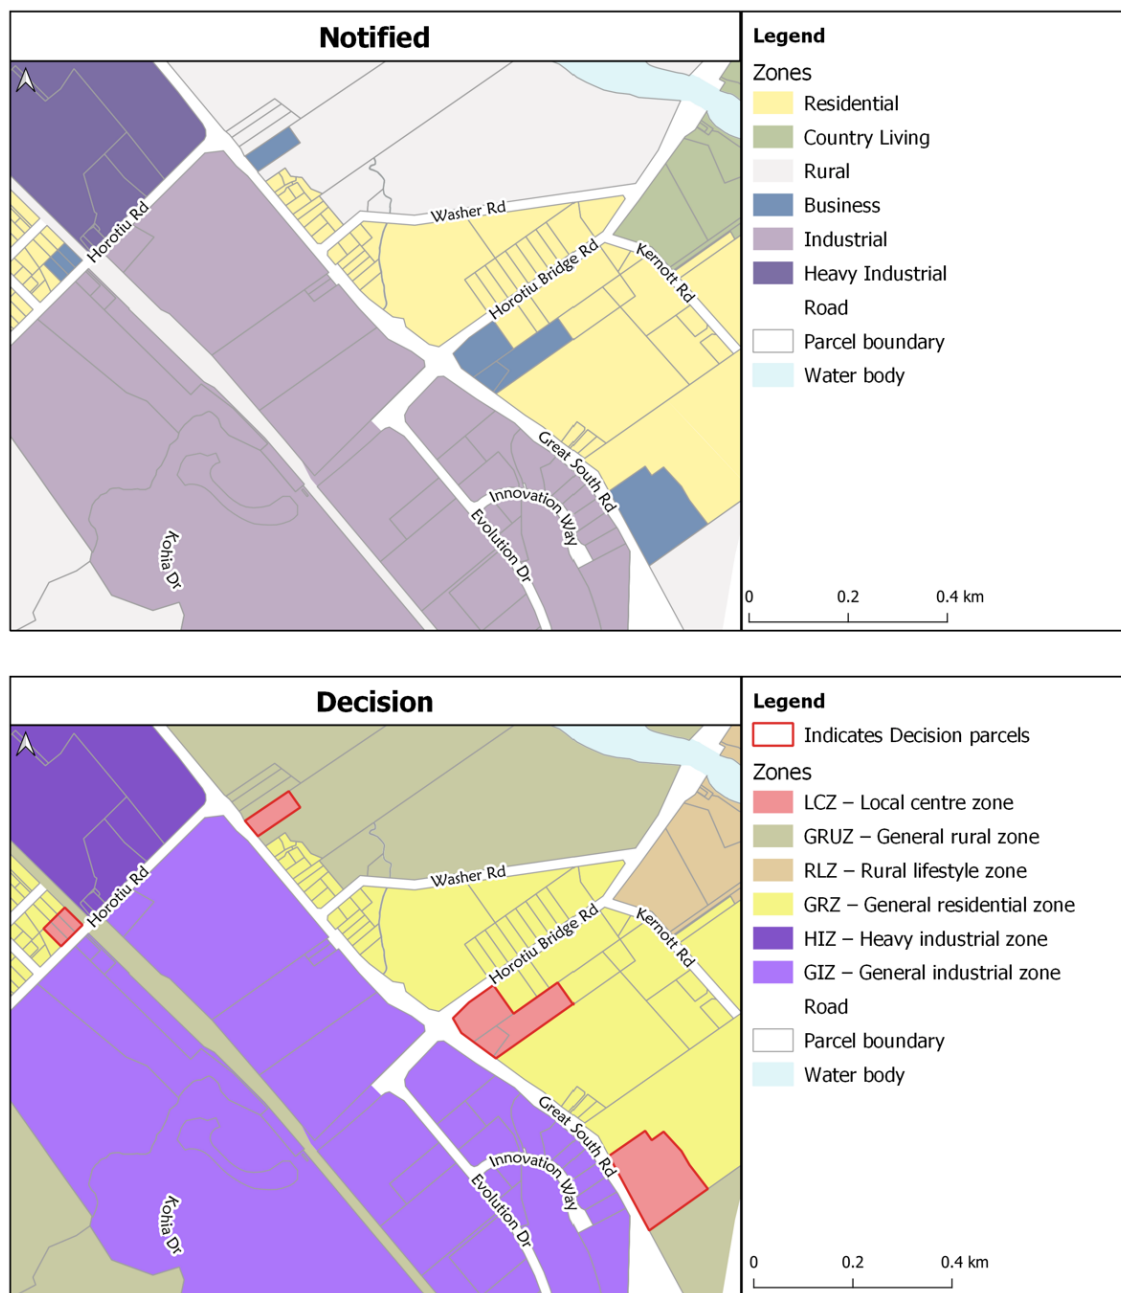 Notified
Legend
Zones
Residential
Country Living
Rural
Business
Industrial
Heavy Industrial
Road
Parcel boundary
Water body
0 0.2 0.4 km
Washer Rd
Horotiu Rd
Horotiu Bridge Rd
Kernott Rd
Great South Rd
Innovation Way
Evolution Dr
Kohia Dr
Decision
Legend
Indicates Decision parcels
Zones
LCZ – Local centre zone
GRUZ – General rural zone
RLZ – Rural lifestyle zone
GRZ – General residential zone
HIZ – Heavy industrial zone
GIZ – General industrial zone
Road
Parcel boundary
Water body
0 0.2 0.4 km
Washer Rd
Horotiu Rd
Horotiu Bridge Rd
Kernott Rd
Great South Rd
Innovation Way
Evolution Dr
Kohia Dr